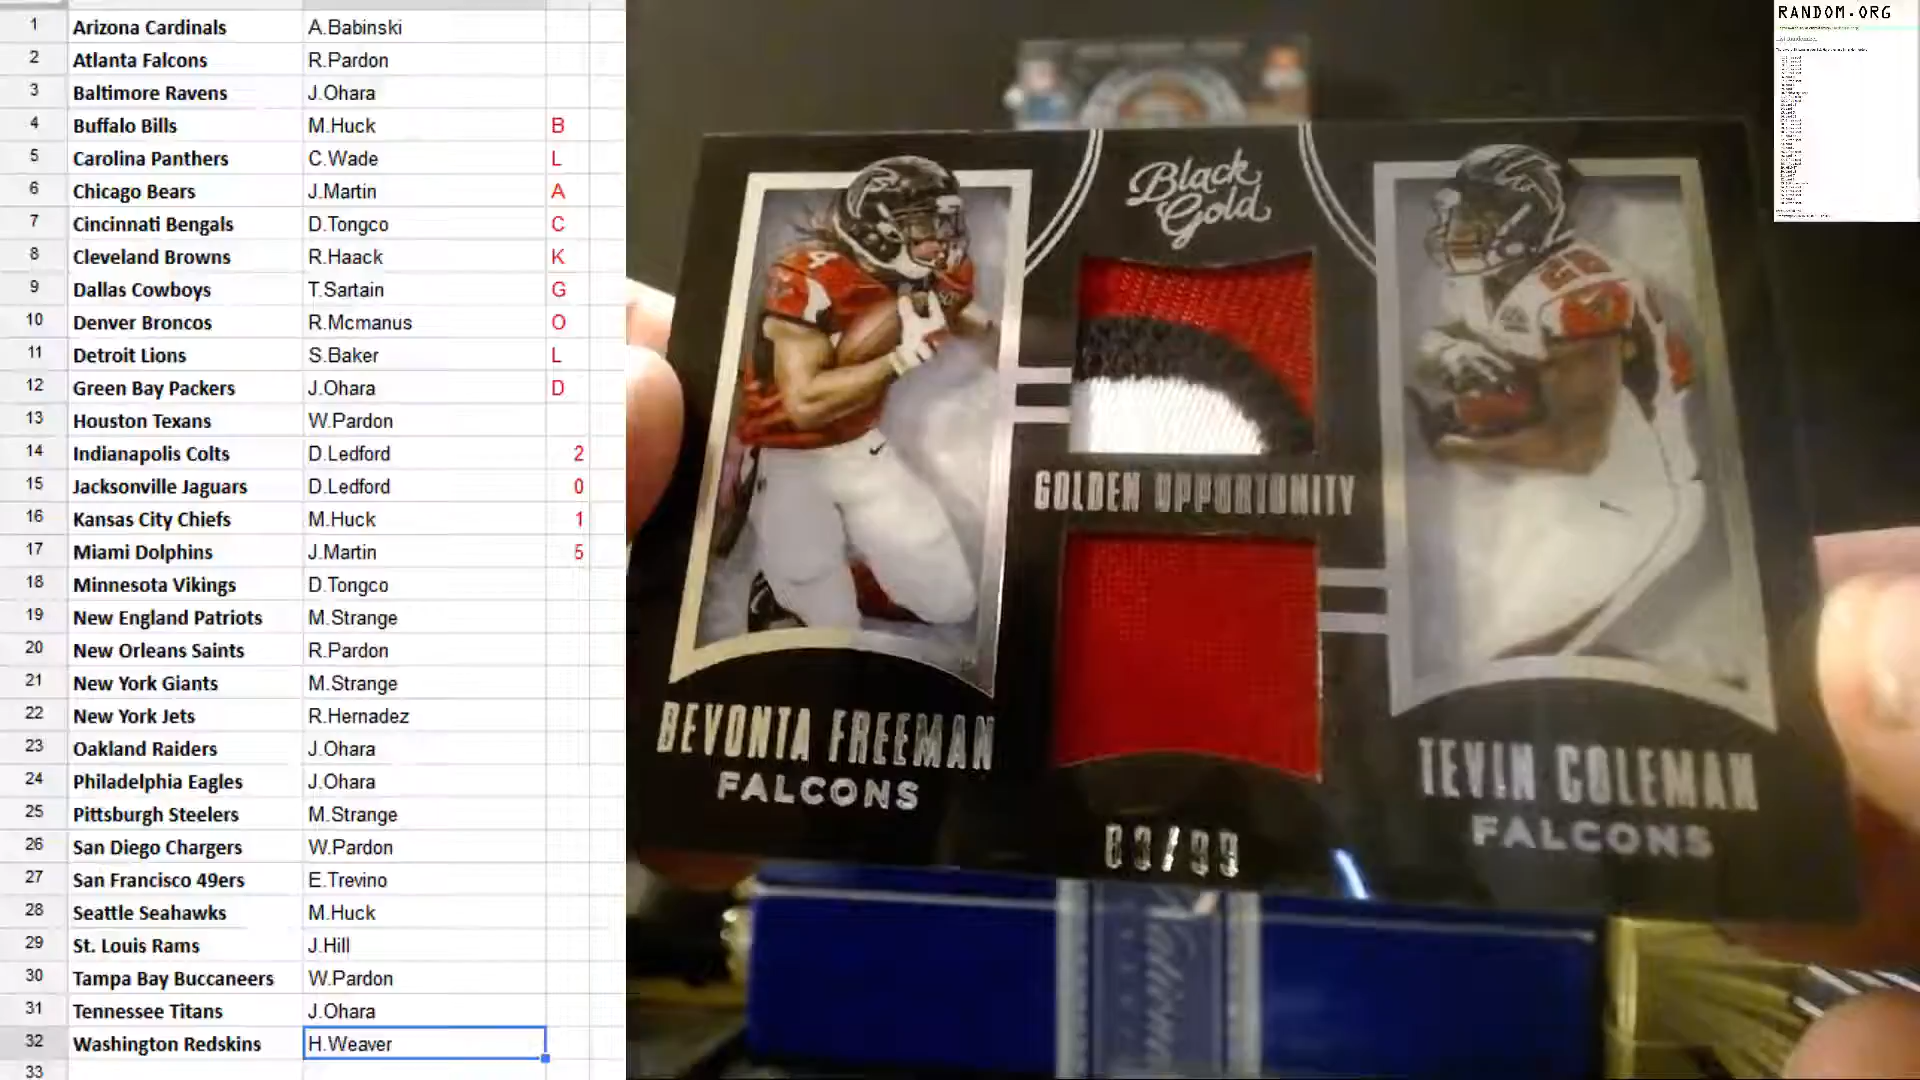 1 Arizona Cardinals A.Babinski
2 Atlanta Falcons R.Pardon
3 Baltimore Ravens J.Ohara
4 Buffalo Bills M.Huck B
5 Carolina Panthers C.Wade L
6 Chicago Bears J.Martin A
7 Cincinnati Bengals D.Tongco C
8 Cleveland Browns R.Haack K
9 Dallas Cowboys T.Sartain G
10 Denver Broncos R.Mcmanus O
11 Detroit Lions S.Baker L
12 Green Bay Packers J.Ohara D
13 Houston Texans W.Pardon
14 Indianapolis Colts D.Ledford 2
15 Jacksonville Jaguars D.Ledford 0
16 Kansas City Chiefs M.Huck 1
17 Miami Dolphins J.Martin 5
18 Minnesota Vikings D.Tongco
19 New England Patriots M.Strange
20 New Orleans Saints R.Pardon
21 New York Giants M.Strange
22 New York Jets R.Hernadez
23 Oakland Raiders J.Ohara
24 Philadelphia Eagles J.Ohara
25 Pittsburgh Steelers M.Strange
26 San Diego Chargers W.Pardon
27 San Francisco 49ers E.Trevino
28 Seattle Seahawks M.Huck
29 St. Louis Rams J.Hill
30 Tampa Bay Buccaneers W.Pardon
31 Tennessee Titans J.Ohara
32 Washington Redskins H.Weaver
33
Black
Gold
GOLDEN OPPORTUNITY
DEVONTA FREEMAN
FALCONS
TEVIN COLEMAN
FALCONS
83/99
RANDOM.ORG